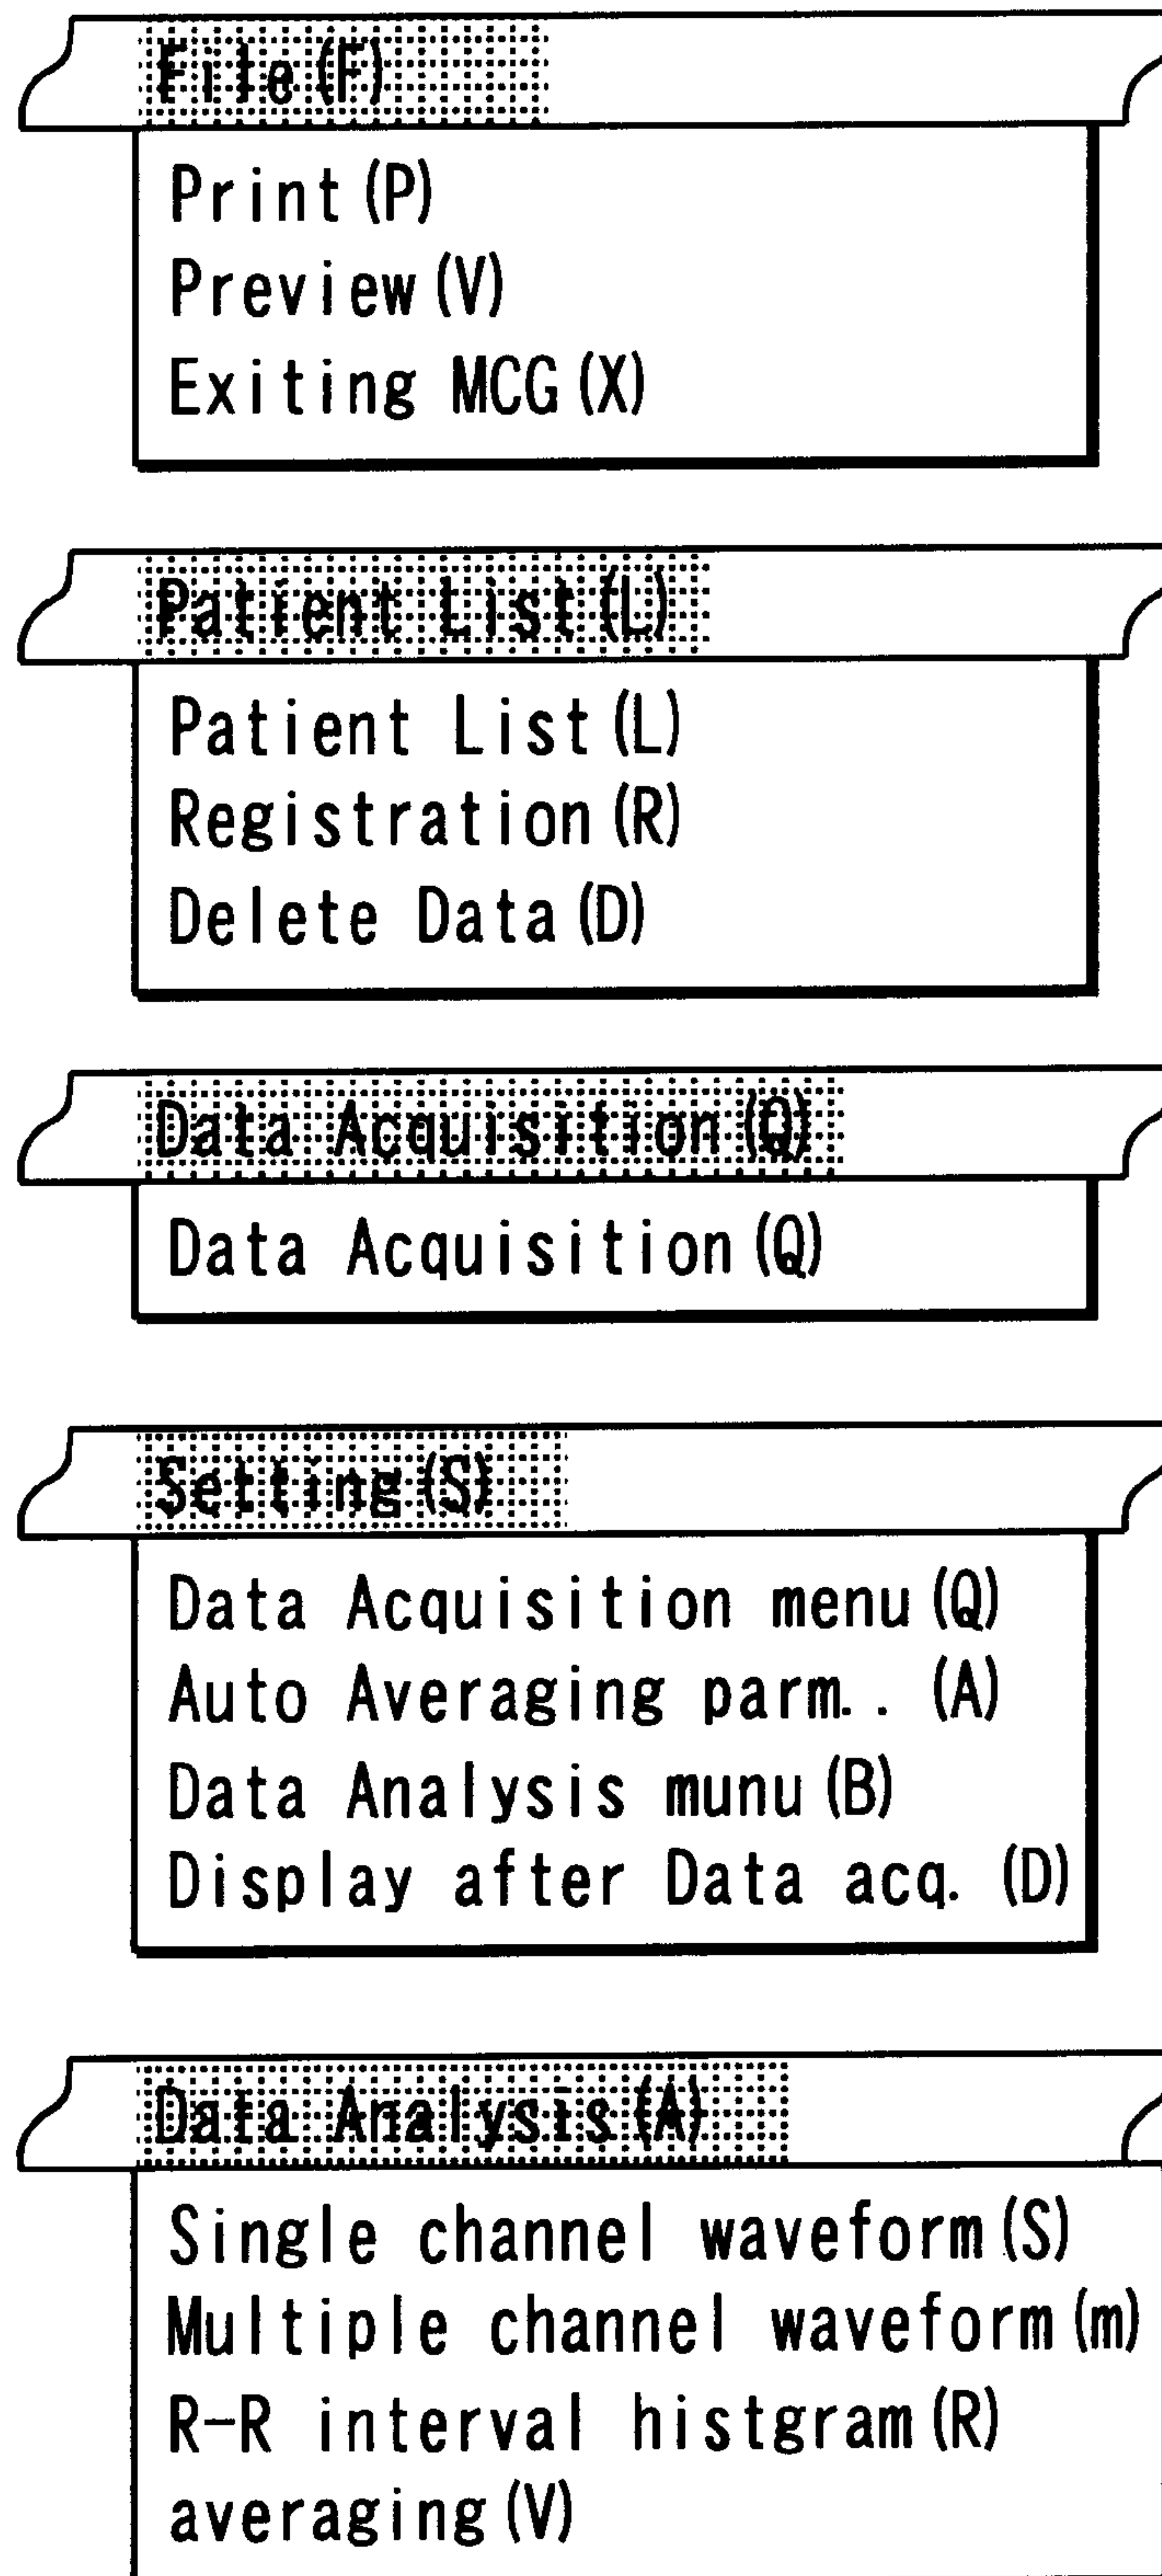 File(F)
Print(P)
Preview(V)
Exiting MCG(X)
Patient List(L)
Patient List(L)
Registration(R)
Delete Data(D)
Data Acquisition(Q)
Data Acquisition(Q)
Setting(S)
Data Acquisition menu(Q)
Auto Averaging parm.. (A)
Data Analysis munu(B)
Display after Data acq. (D)
Data Analysis(A)
Single channel waveform(S)
Multiple channel waveform(m)
R-R interval histgram(R)
averaging(V)